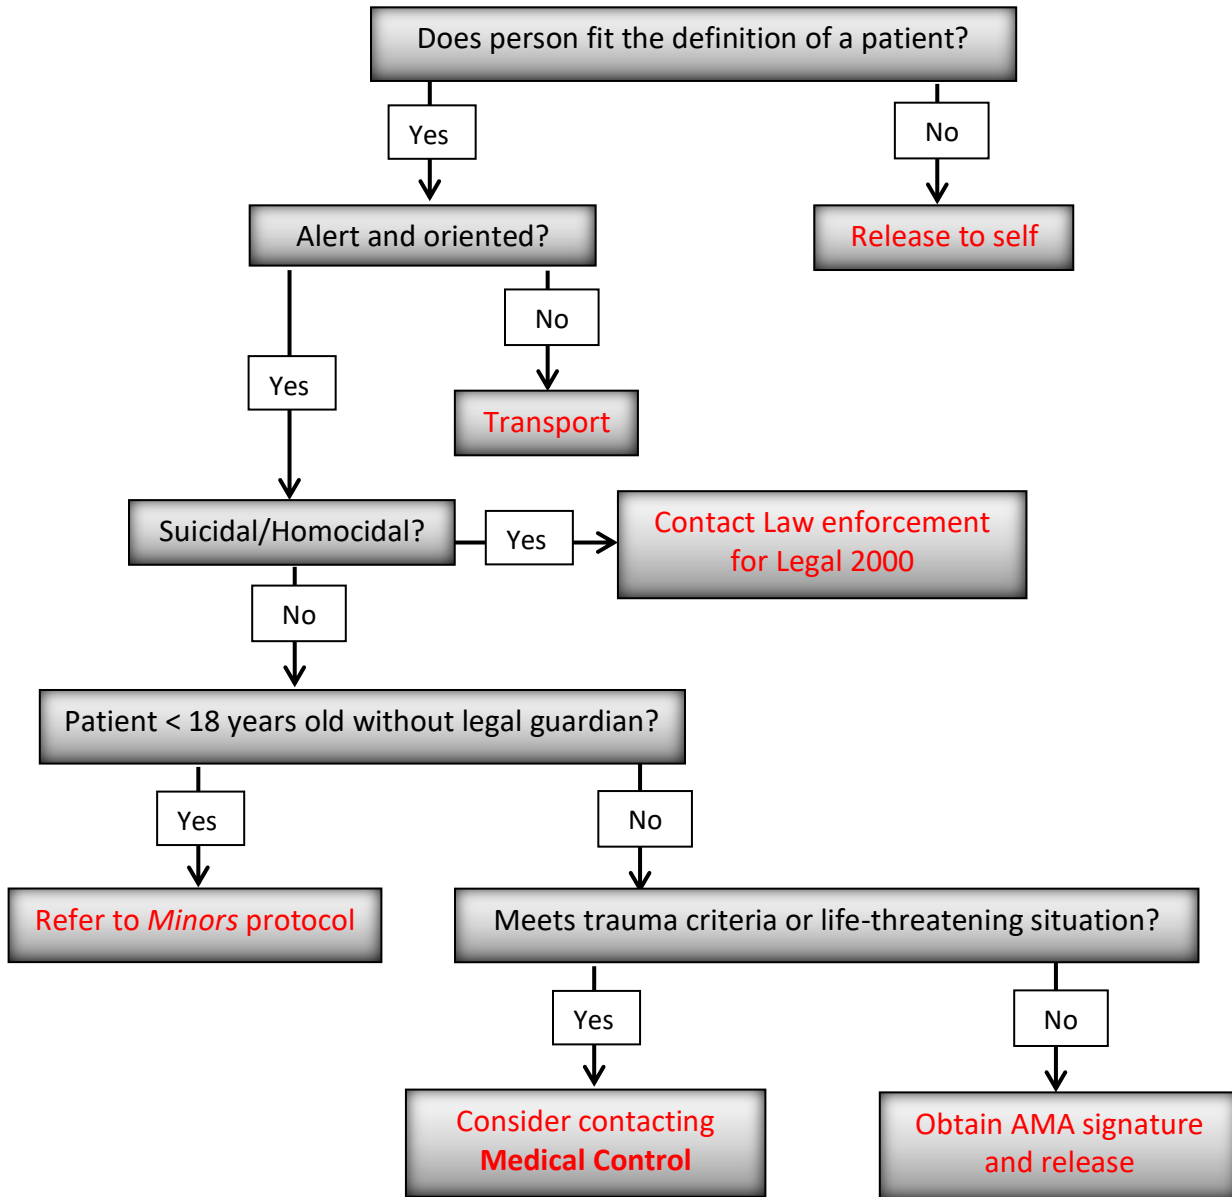 Does person fit the definition of a patient?
Yes
No
Alert and oriented?
Release to self
No
Yes
Transport
Suicidal/Homocidal?
Yes
Contact Law enforcement
for Legal 2000
No
Patient < 18 years old without legal guardian?
Yes
No
Refer to Minors protocol
Meets trauma criteria or life-threatening situation?
Yes
No
Consider contacting
Medical Control
Obtain AMA signature
and release